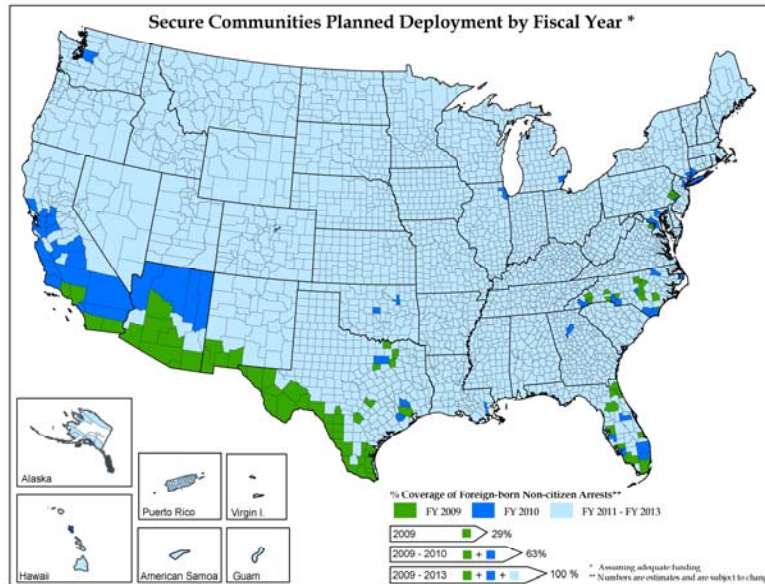 Secure Communities Planned Deployment by Fiscal Year *
Alaska
Hawaii
Puerto Rico
Virgin I.
American Samoa
Guam
% Coverage of Foreign-born Non-citizen Arrests**
FY 2009
FY 2010
FY 2011 - FY 2013
2009
29%
2009 - 2010
+
63%
2009 - 2013
+ +
100 %
* Assuming adequate funding
** Numbers are estimates and are subject to chang